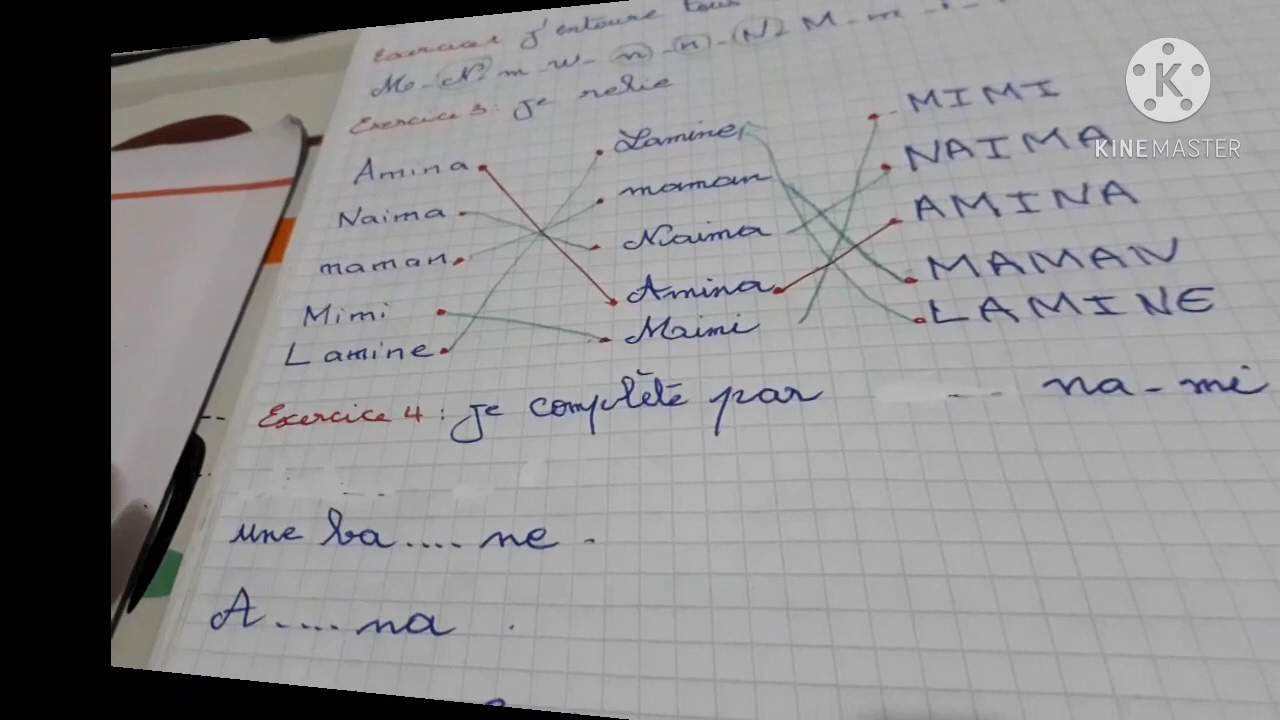 Exercice j'entoure tous
M - N - m - w - n - n - N - M - m - i -
Exercice 3: je relie
Amina Lamine MIMI
Naima maman NAIMA
maman Naima AMINA
Mimi Amina MAMAN
Lamine Maimi LAMINE
Exercice 4: je complète par -- na-mi
une ba.... ne.
A.... na.
K
KINEMASTER